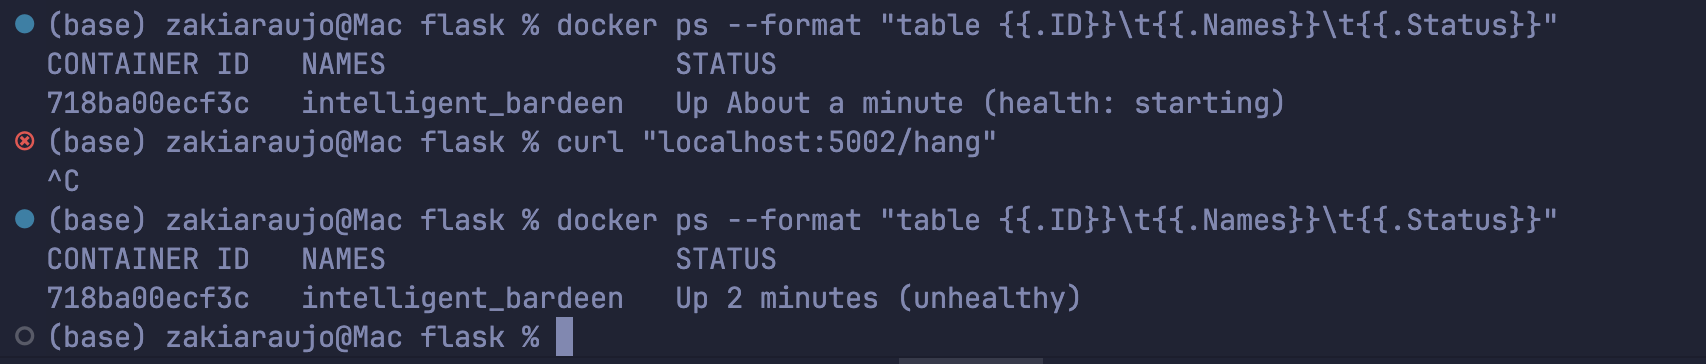 (base) zakiaraujo@Mac flask % docker ps --format "table {{.ID}}\t{{.Names}}\t{{.Status}}"
CONTAINER ID   NAMES                 STATUS
718ba00ecf3c   intelligent_bardeen   Up About a minute (health: starting)
(base) zakiaraujo@Mac flask % curl "localhost:5002/hang"
^C
(base) zakiaraujo@Mac flask % docker ps --format "table {{.ID}}\t{{.Names}}\t{{.Status}}"
CONTAINER ID   NAMES                 STATUS
718ba00ecf3c   intelligent_bardeen   Up 2 minutes (unhealthy)
(base) zakiaraujo@Mac flask %